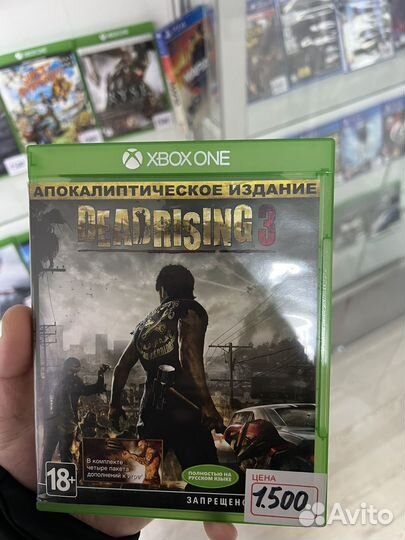 XBOX ONE
АПОКАЛИПТИЧЕСКОЕ ИЗДАНИЕ
DEADRISING 3
В комплекте
четыре пакета
дополнений к игре
ПОЛНОСТЬЮ НА
РУССКОМ ЯЗЫКЕ
18+
ЗАПРЕЩЕНО
ЦЕНА
1.500
Avito